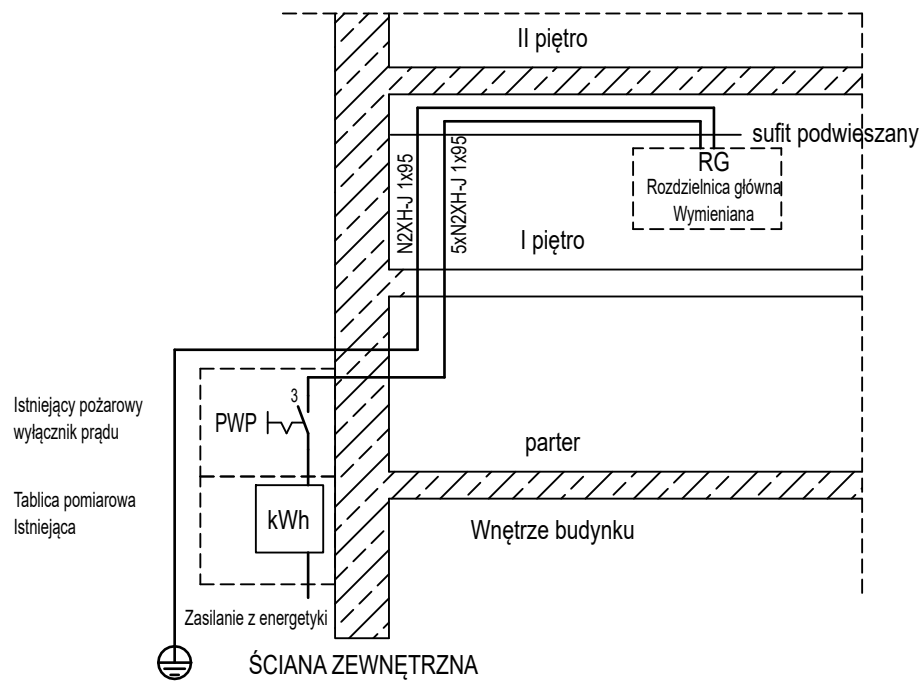 II piętro
sufit podwieszany
RG
Rozdzielnica główna
Wymieniana
N2XH-J 1x95
5xN2XH-J 1x95
I piętro
Istniejący pożarowy
wyłącznik prądu
PWP
3
parter
Tablica pomiarowa
Istniejąca
kWh
Wnętrze budynku
Zasilanie z energetyki
ŚCIANA ZEWNĘTRZNA